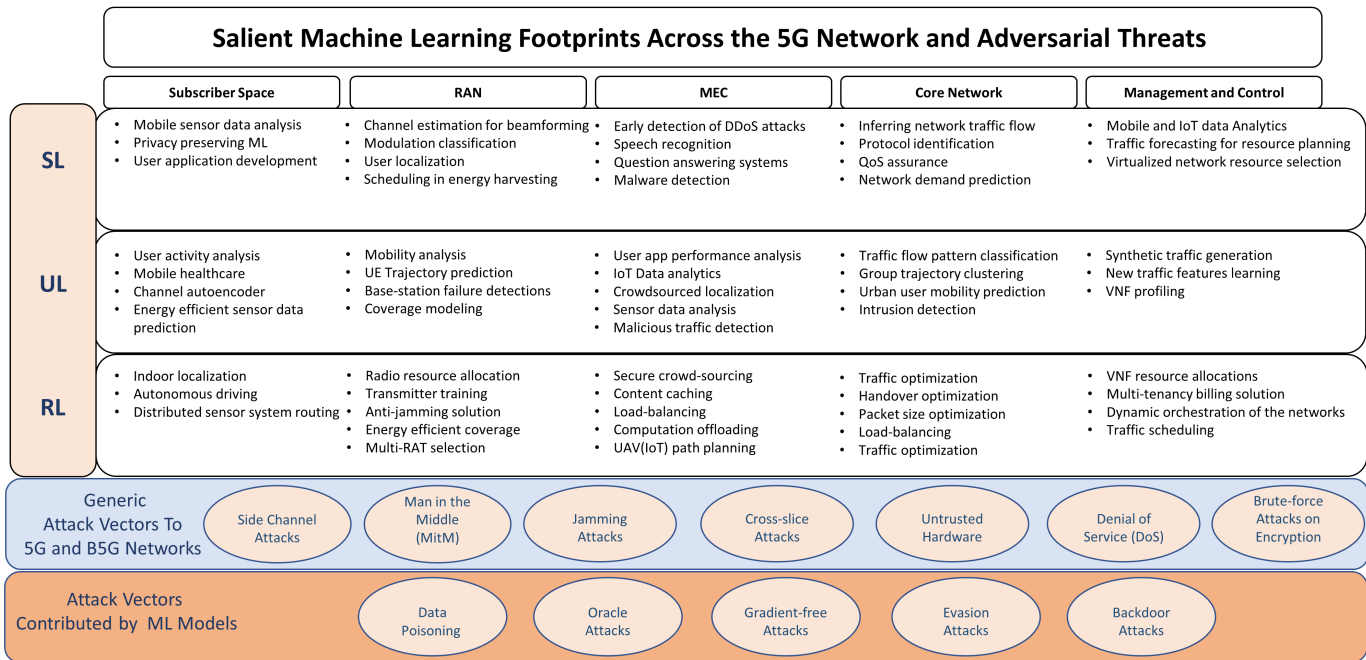 Salient Machine Learning Footprints Across the 5G Network and Adversarial Threats
Subscriber Space
RAN
MEC
Core Network
Management and Control
SL
• Mobile sensor data analysis
• Privacy preserving ML
• User application development
• Channel estimation for beamforming
• Modulation classification
• User localization
• Scheduling in energy harvesting
• Early detection of DDoS attacks
• Speech recognition
• Question answering systems
• Malware detection
• Inferring network traffic flow
• Protocol identification
• QoS assurance
• Network demand prediction
• Mobile and IoT data Analytics
• Traffic forecasting for resource planning
• Virtualized network resource selection
UL
• User activity analysis
• Mobile healthcare
• Channel autoencoder
• Energy efficient sensor data
prediction
• Mobility analysis
• UE Trajectory prediction
• Base-station failure detections
• Coverage modeling
• User app performance analysis
• IoT Data analytics
• Crowdsourced localization
• Sensor data analysis
• Malicious traffic detection
• Traffic flow pattern classification
• Group trajectory clustering
• Urban user mobility prediction
• Intrusion detection
• Synthetic traffic generation
• New traffic features learning
• VNF profiling
RL
• Indoor localization
• Autonomous driving
• Distributed sensor system routing
• Radio resource allocation
• Transmitter training
• Anti-jamming solution
• Energy efficient coverage
• Multi-RAT selection
• Secure crowd-sourcing
• Content caching
• Load-balancing
• Computation offloading
• UAV(IoT) path planning
• Traffic optimization
• Handover optimization
• Packet size optimization
• Load-balancing
• Traffic optimization
• VNF resource allocations
• Multi-tenancy billing solution
• Dynamic orchestration of the networks
• Traffic scheduling
Generic
Attack Vectors To
5G and B5G Networks
Side Channel
Attacks
Man in the
Middle
(MitM)
Jamming
Attacks
Cross-slice
Attacks
Untrusted
Hardware
Denial of
Service (DoS)
Brute-force
Attacks on
Encryption
Attack Vectors
Contributed by ML Models
Data
Poisoning
Oracle
Attacks
Gradient-free
Attacks
Evasion
Attacks
Backdoor
Attacks